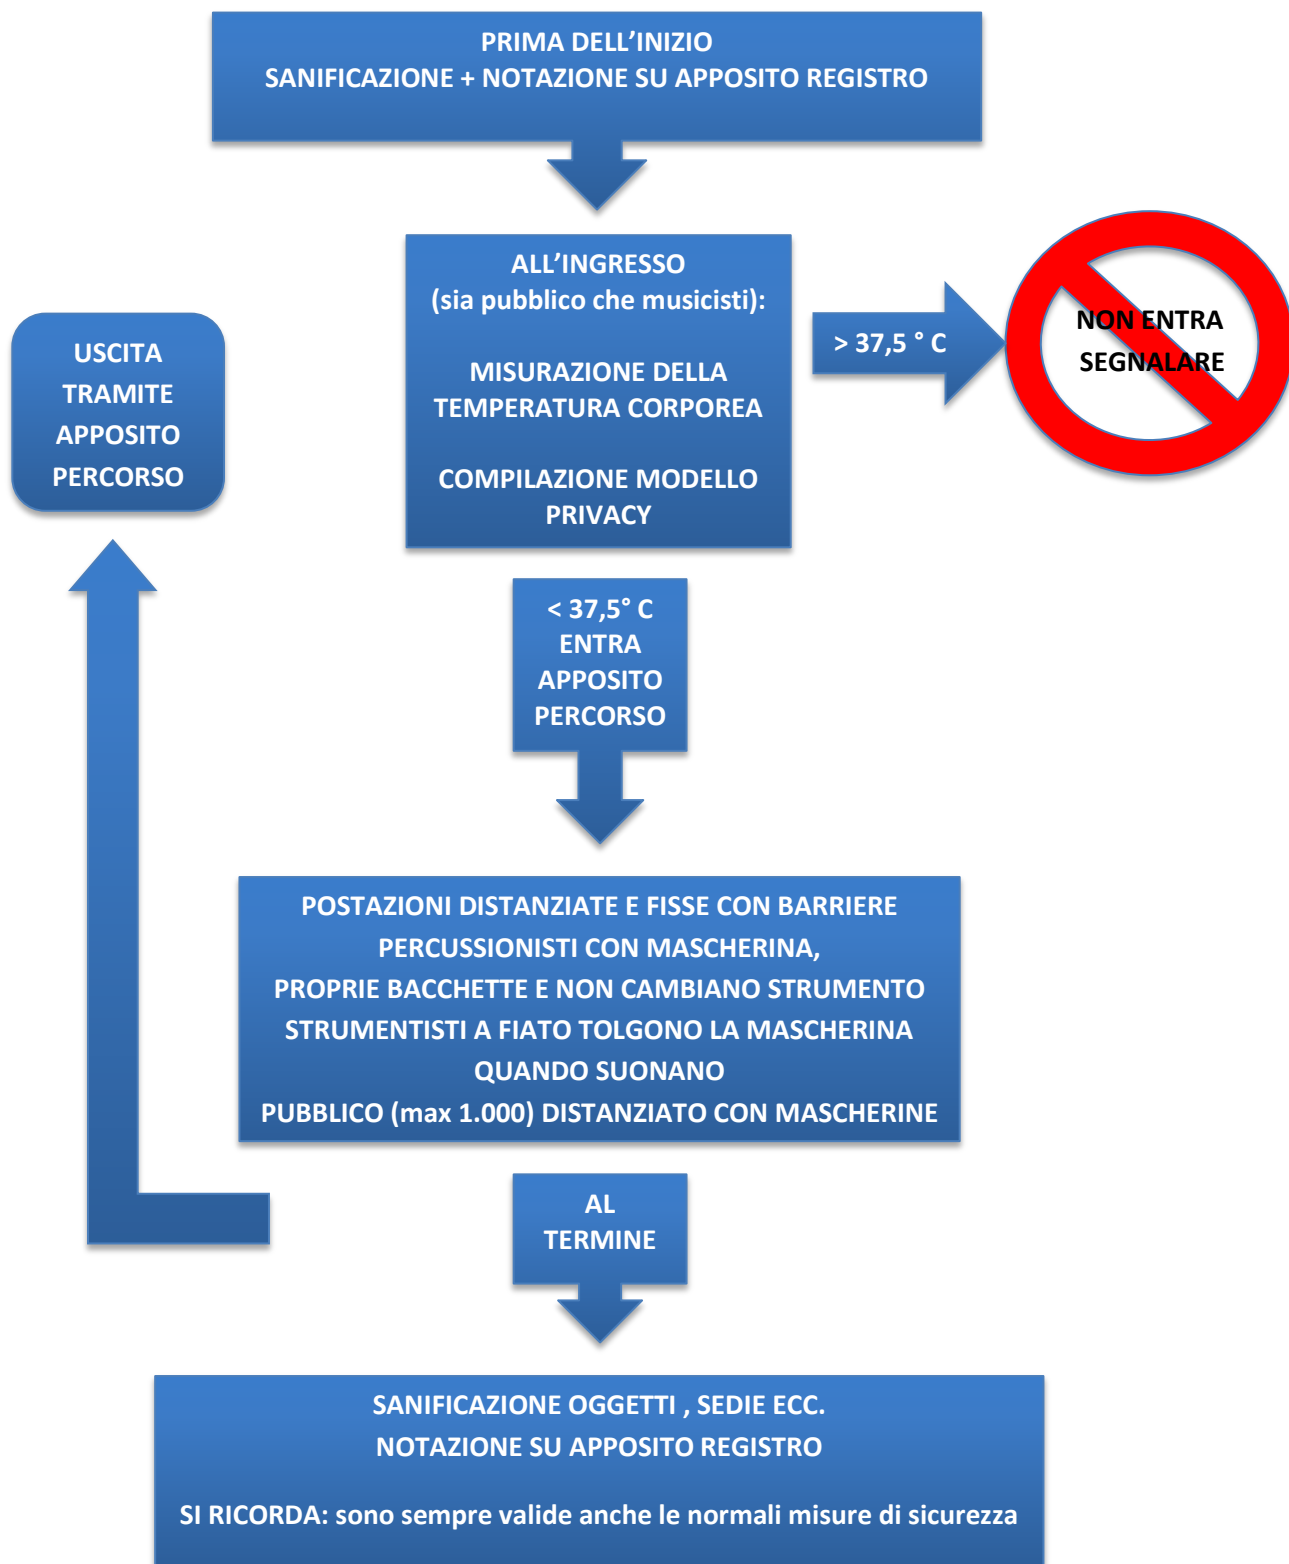 PRIMA DELL’INIZIO
SANIFICAZIONE + NOTAZIONE SU APPOSITO REGISTRO
ALL’INGRESSO
(sia pubblico che musicisti):
MISURAZIONE DELLA
TEMPERATURA CORPOREA
COMPILAZIONE MODELLO
PRIVACY
> 37,5 ° C
NON ENTRA
SEGNALARE
USCITA
TRAMITE
APPOSITO
PERCORSO
< 37,5° C
ENTRA
APPOSITO
PERCORSO
POSTAZIONI DISTANZIATE E FISSE CON BARRIERE
PERCUSSIONISTI CON MASCHERINA,
PROPRIE BACCHETTE E NON CAMBIANO STRUMENTO
STRUMENTISTI A FIATO TOLGONO LA MASCHERINA
QUANDO SUONANO
PUBBLICO (max 1.000) DISTANZIATO CON MASCHERINE
AL
TERMINE
SANIFICAZIONE OGGETTI , SEDIE ECC.
NOTAZIONE SU APPOSITO REGISTRO
SI RICORDA: sono sempre valide anche le normali misure di sicurezza